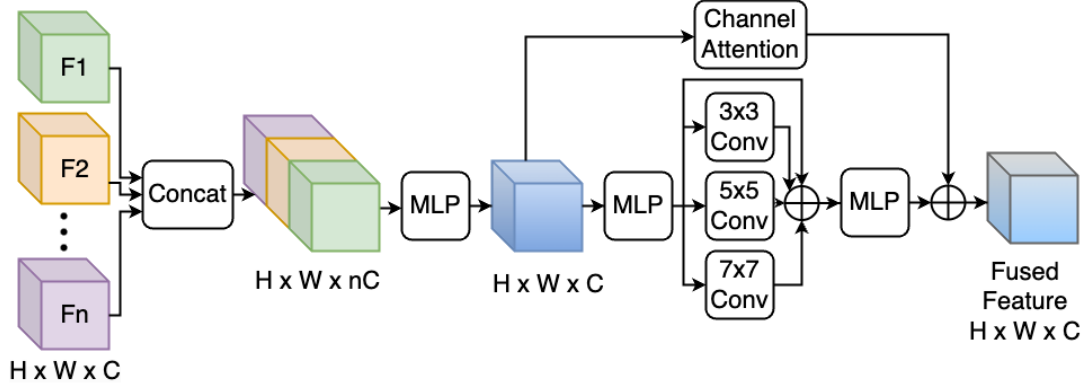 F1
F2
Fn
H x W x C
Concat
H x W x nC
MLP
H x W x C
MLP
Channel
Attention
3x3
Conv
5x5
Conv
7x7
Conv
MLP
Fused
Feature
H x W x C